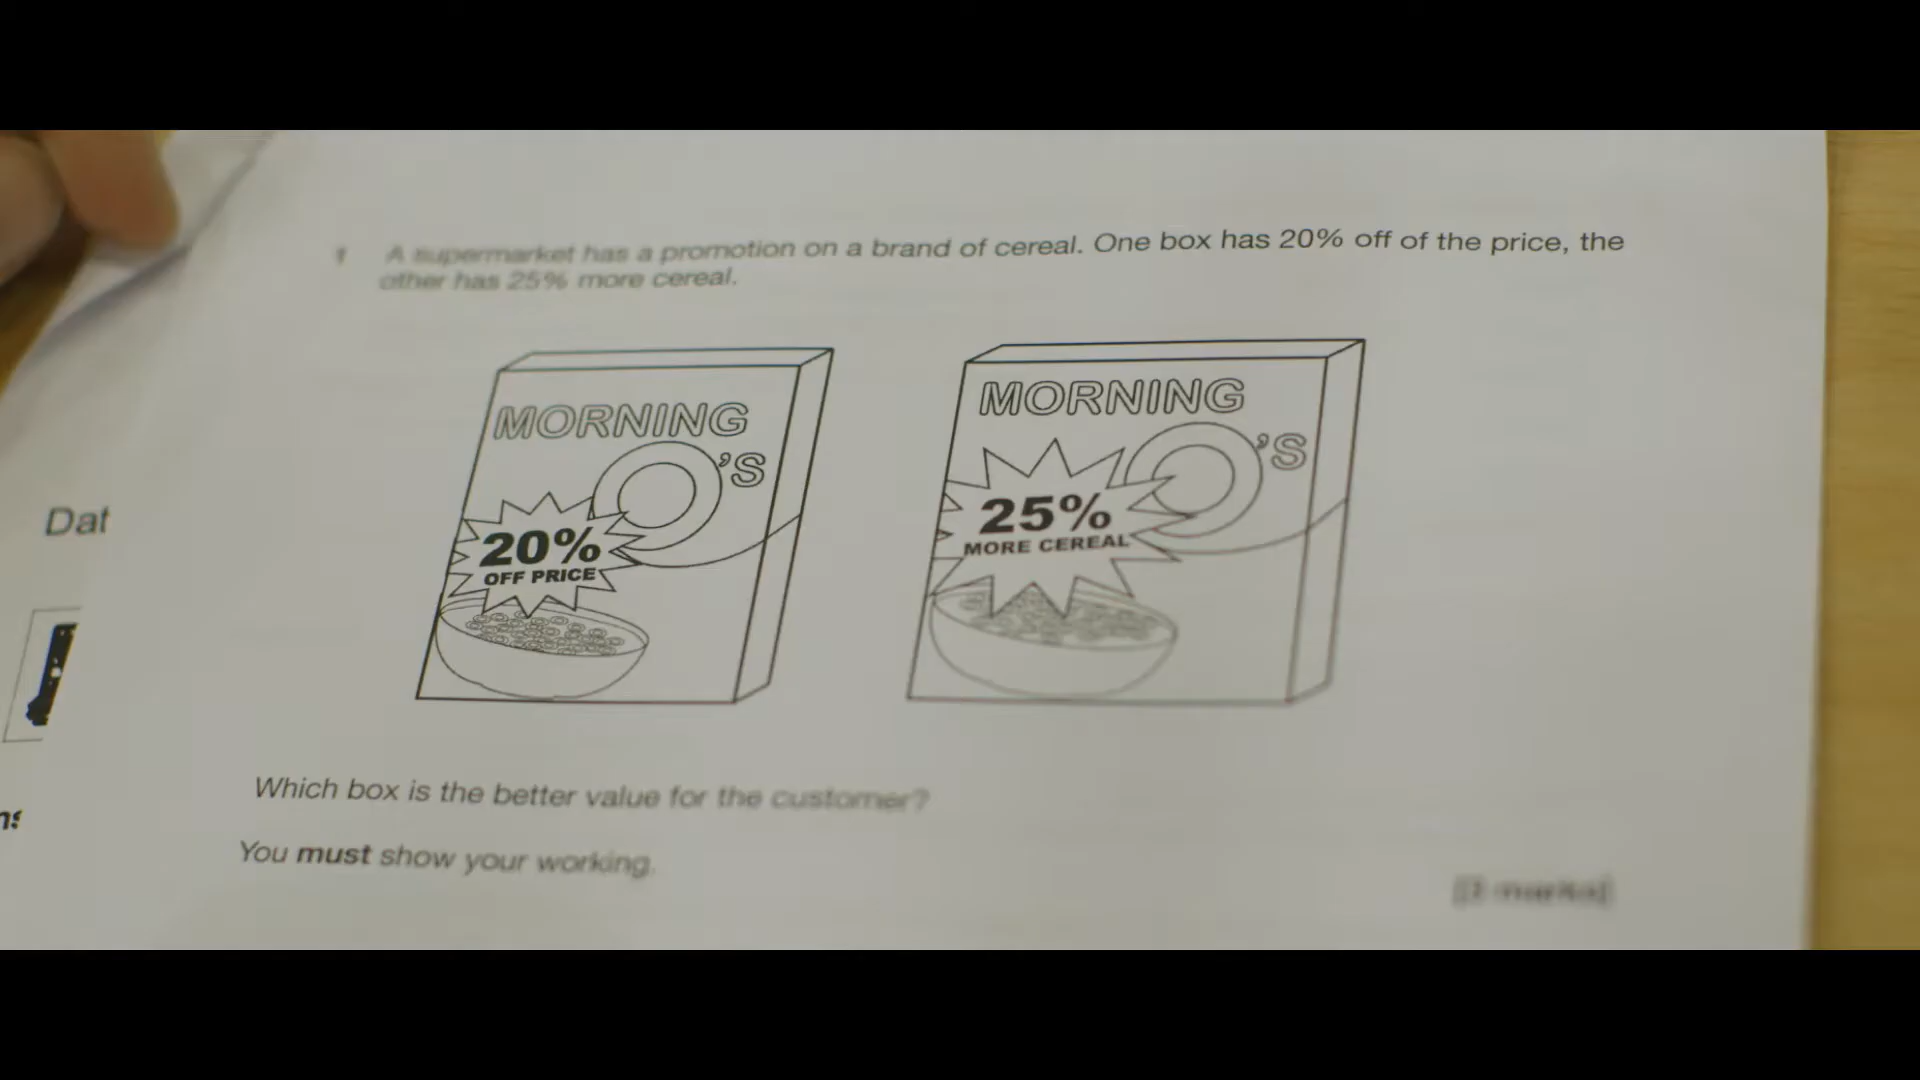 1 A supermarket has a promotion on a brand of cereal. One box has 20% off of the price, the
other has 25% more cereal.
MORNING
O'S
20%
OFF PRICE
MORNING
O'S
25%
MORE CEREAL
Dat
ns
Which box is the better value for the customer?
You must show your working.
marks]